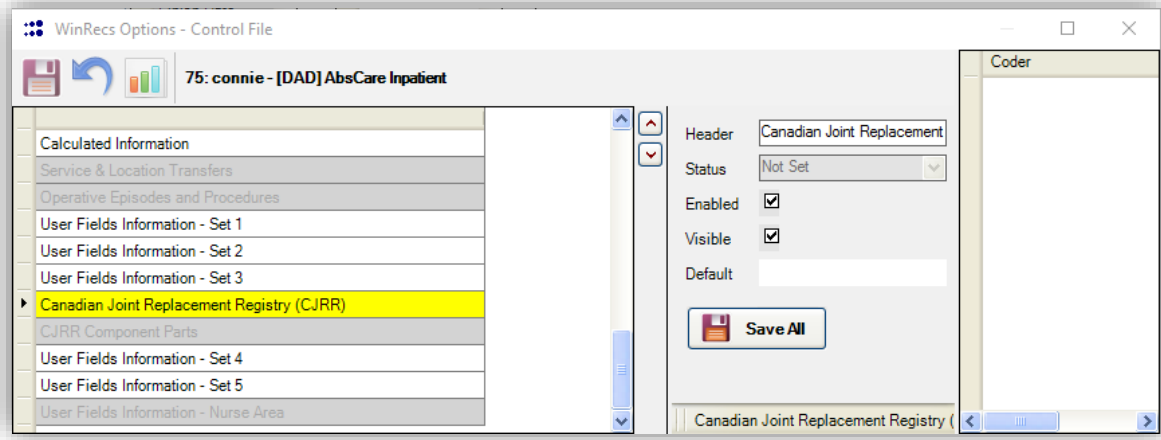 WinRecs Options - Control File
75: connie - [DAD] AbsCare Inpatient
Calculated Information
Service & Location Transfers
Operative Episodes and Procedures
User Fields Information - Set 1
User Fields Information - Set 2
User Fields Information - Set 3
Canadian Joint Replacement Registry (CJRR)
CJRR Component Parts
User Fields Information - Set 4
User Fields Information - Set 5
User Fields Information - Nurse Area
Header Canadian Joint Replacement
Status Not Set
Enabled
Visible
Default
Save All
Canadian Joint Replacement Registry (
Coder